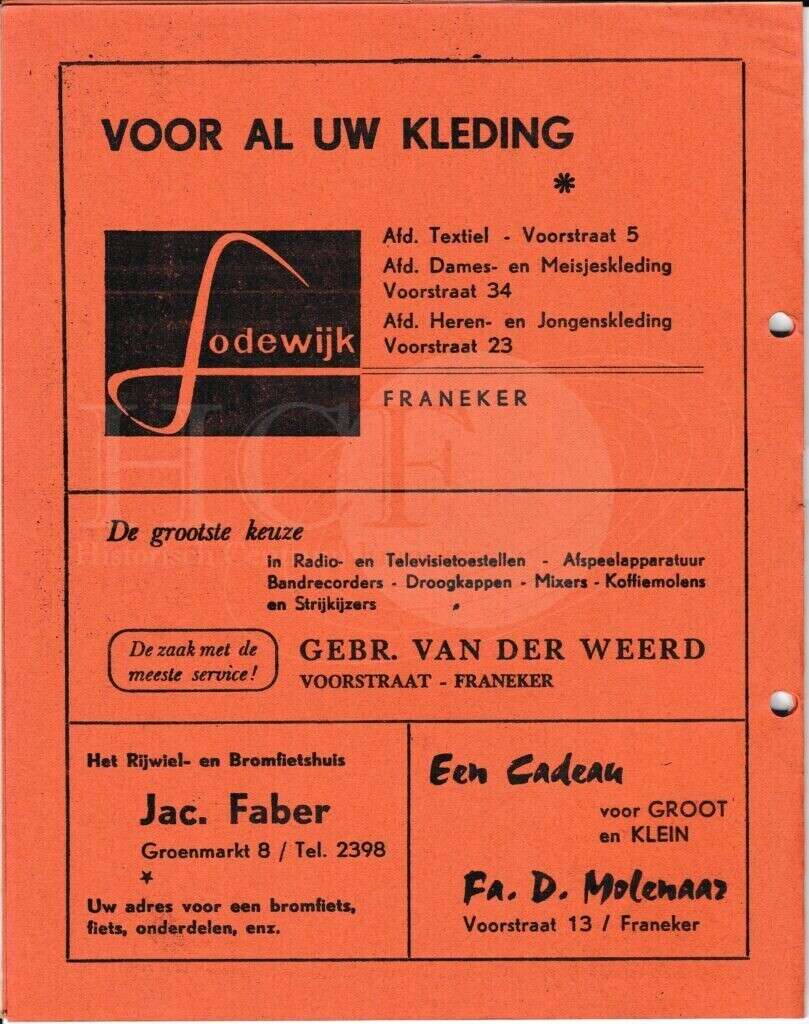 VOOR AL UW KLEDING
*
Afd. Textiel - Voorstraat 5
Afd. Dames- en Meisjeskleding
Voorstraat 34
Afd. Heren- en Jongenskleding
Voorstraat 23
Lodewijk
FRANEKER
HCF
De grootste keuze
in Radio- en Televisietoestellen - Afspeelapparatuur
Bandrecorders - Droogkappen - Mixers - Koffiemolens
en Strijkijzers
De zaak met de
meeste service!
GEBR. VAN DER WEERD
VOORSTRAAT - FRANEKER
Het Rijwiel- en Bromfietshuis
Jac. Faber
Groenmarkt 8 / Tel. 2398
Uw adres voor een bromfiets,
fiets, onderdelen, enz.
Een Cadeau
voor GROOT
en KLEIN
Fa. D. Molenaar
Voorstraat 13 / Franeker